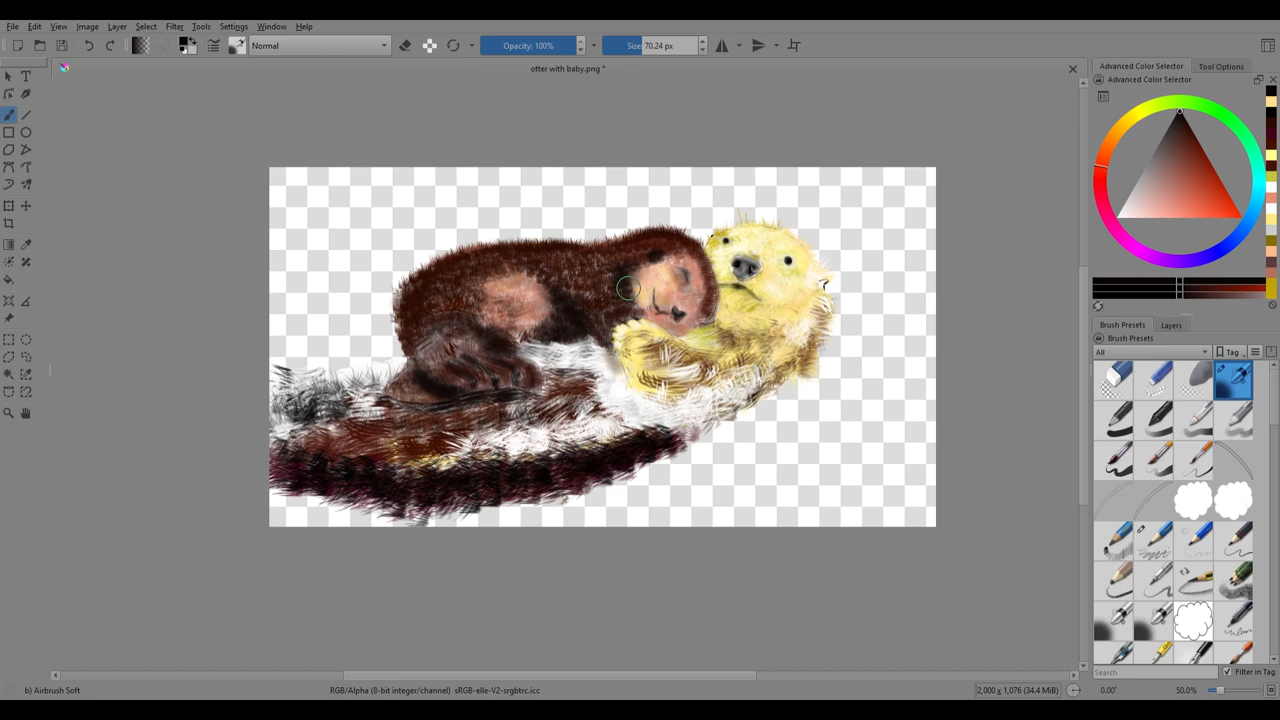 File Edit View Image Layer Select Filter Tools Settings Window Help
Normal Opacity: 100% Size: 70.24 px
otter with baby.png *
Advanced Color Selector Tool Options
Advanced Color Selector
Brush Presets Layers
Brush Presets
All Tag
Search Filter in Tag
b) Airbrush Soft RGB/Alpha (8-bit integer/channel) sRGB-elle-V2-srgbtrc.icc 2,000 x 1,076 (34.4 MiB) 0.00° 50.0%